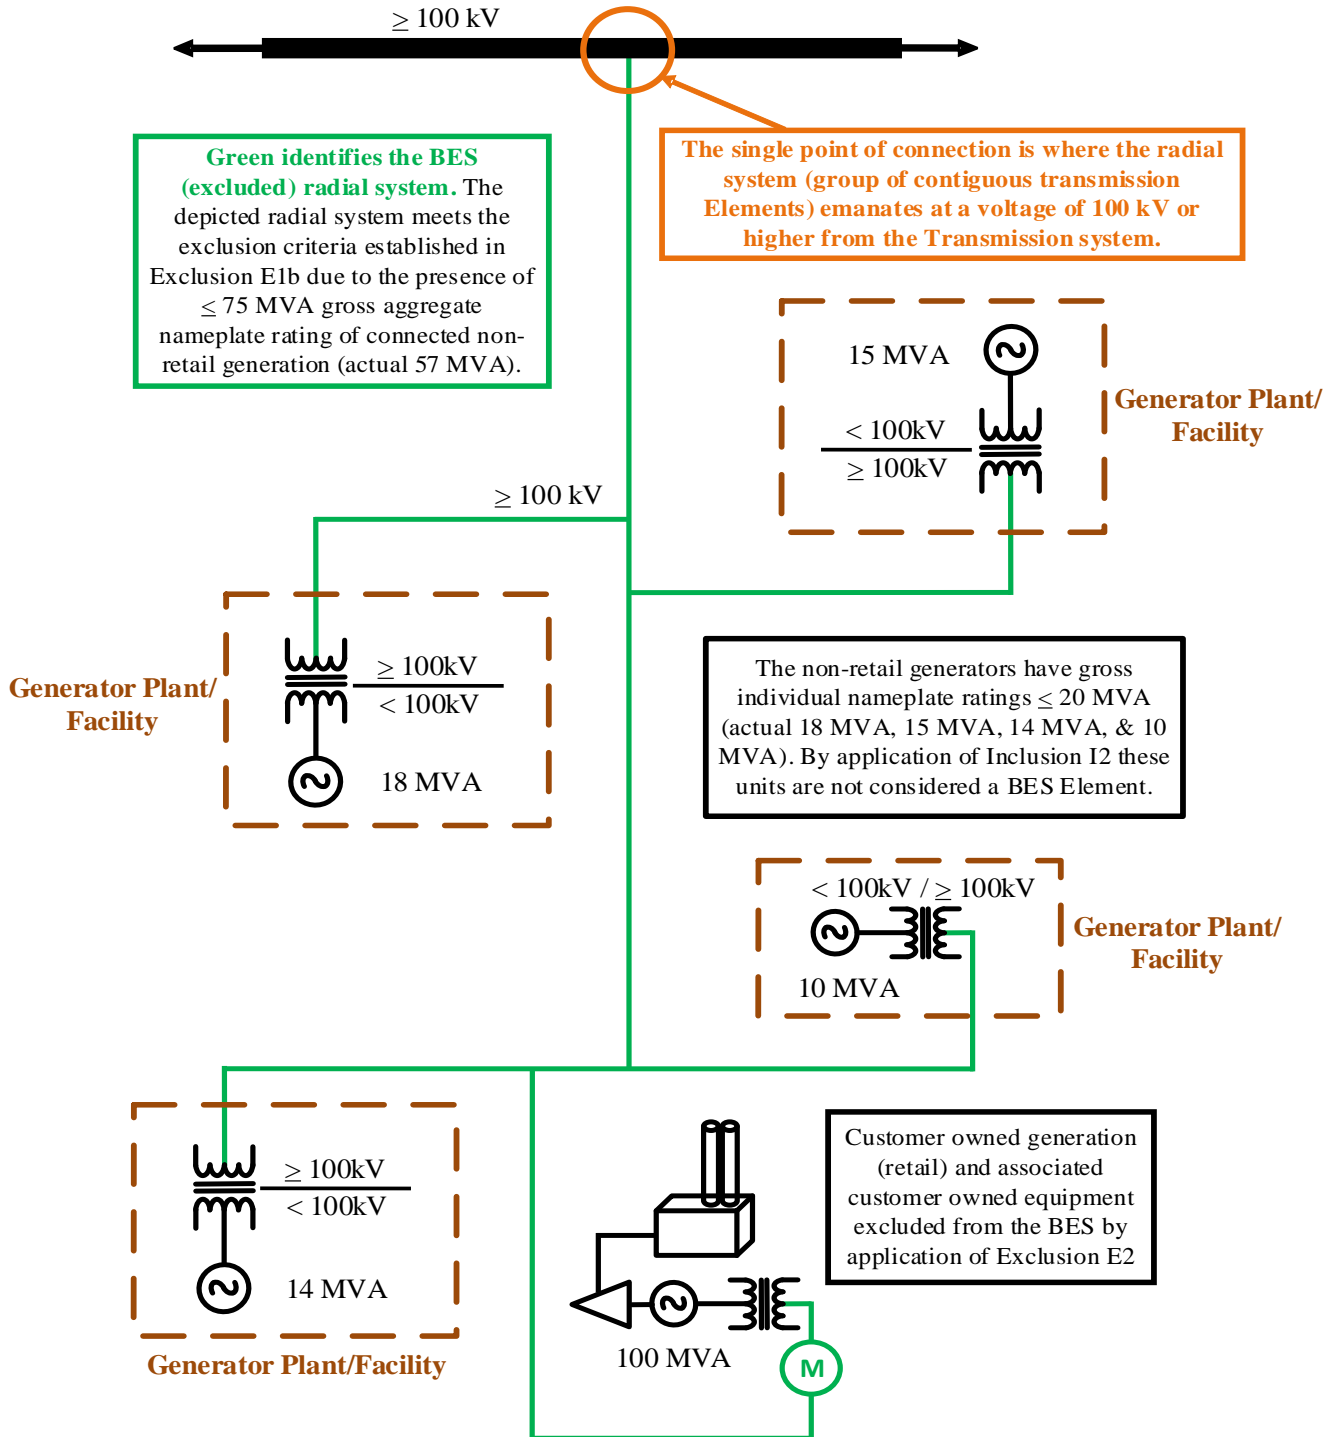 ≥ 100 kV
Green identifies the BES
(excluded) radial system. The
depicted radial system meets the
exclusion criteria established in
Exclusion E1b due to the presence of
≤ 75 MVA gross aggregate
nameplate rating of connected non-
retail generation (actual 57 MVA).
The single point of connection is where the radial
system (group of contiguous transmission
Elements) emanates at a voltage of 100 kV or
higher from the Transmission system.
15 MVA
< 100kV
≥ 100kV
Generator Plant/
Facility
≥ 100 kV
≥ 100kV
< 100kV
18 MVA
Generator Plant/
Facility
The non-retail generators have gross
individual nameplate ratings ≤ 20 MVA
(actual 18 MVA, 15 MVA, 14 MVA, & 10
MVA). By application of Inclusion I2 these
units are not considered a BES Element.
< 100kV / ≥ 100kV
10 MVA
Generator Plant/
Facility
≥ 100kV
< 100kV
14 MVA
Generator Plant/Facility
Customer owned generation
(retail) and associated
customer owned equipment
excluded from the BES by
application of Exclusion E2
100 MVA
M